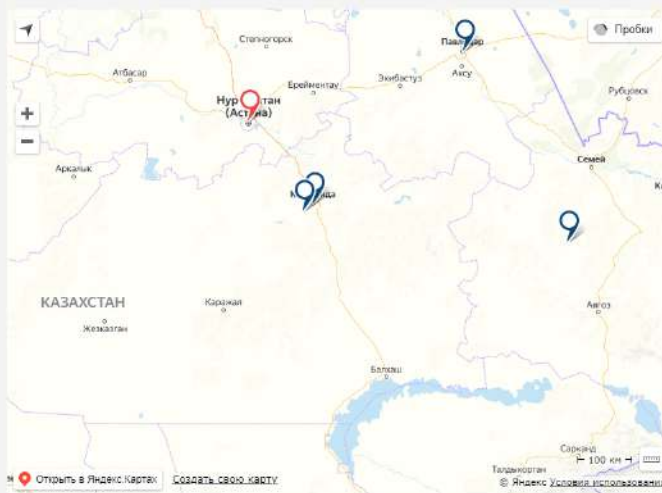 Степногорск
Павлодар
Пробки
Атбасар
Экибастуз
Аксу
Ерейментау
Рубцовск
Нур-Султан
(Астана)
Семей
Аркалык
КАЗАХСТАН
Каражал
Аягоз
Жезказган
Балхаш
Сарканд
100 км
Талдыкорган
Открыть в Яндекс.Картах
Создать свою карту
© Яндекс Условия использования